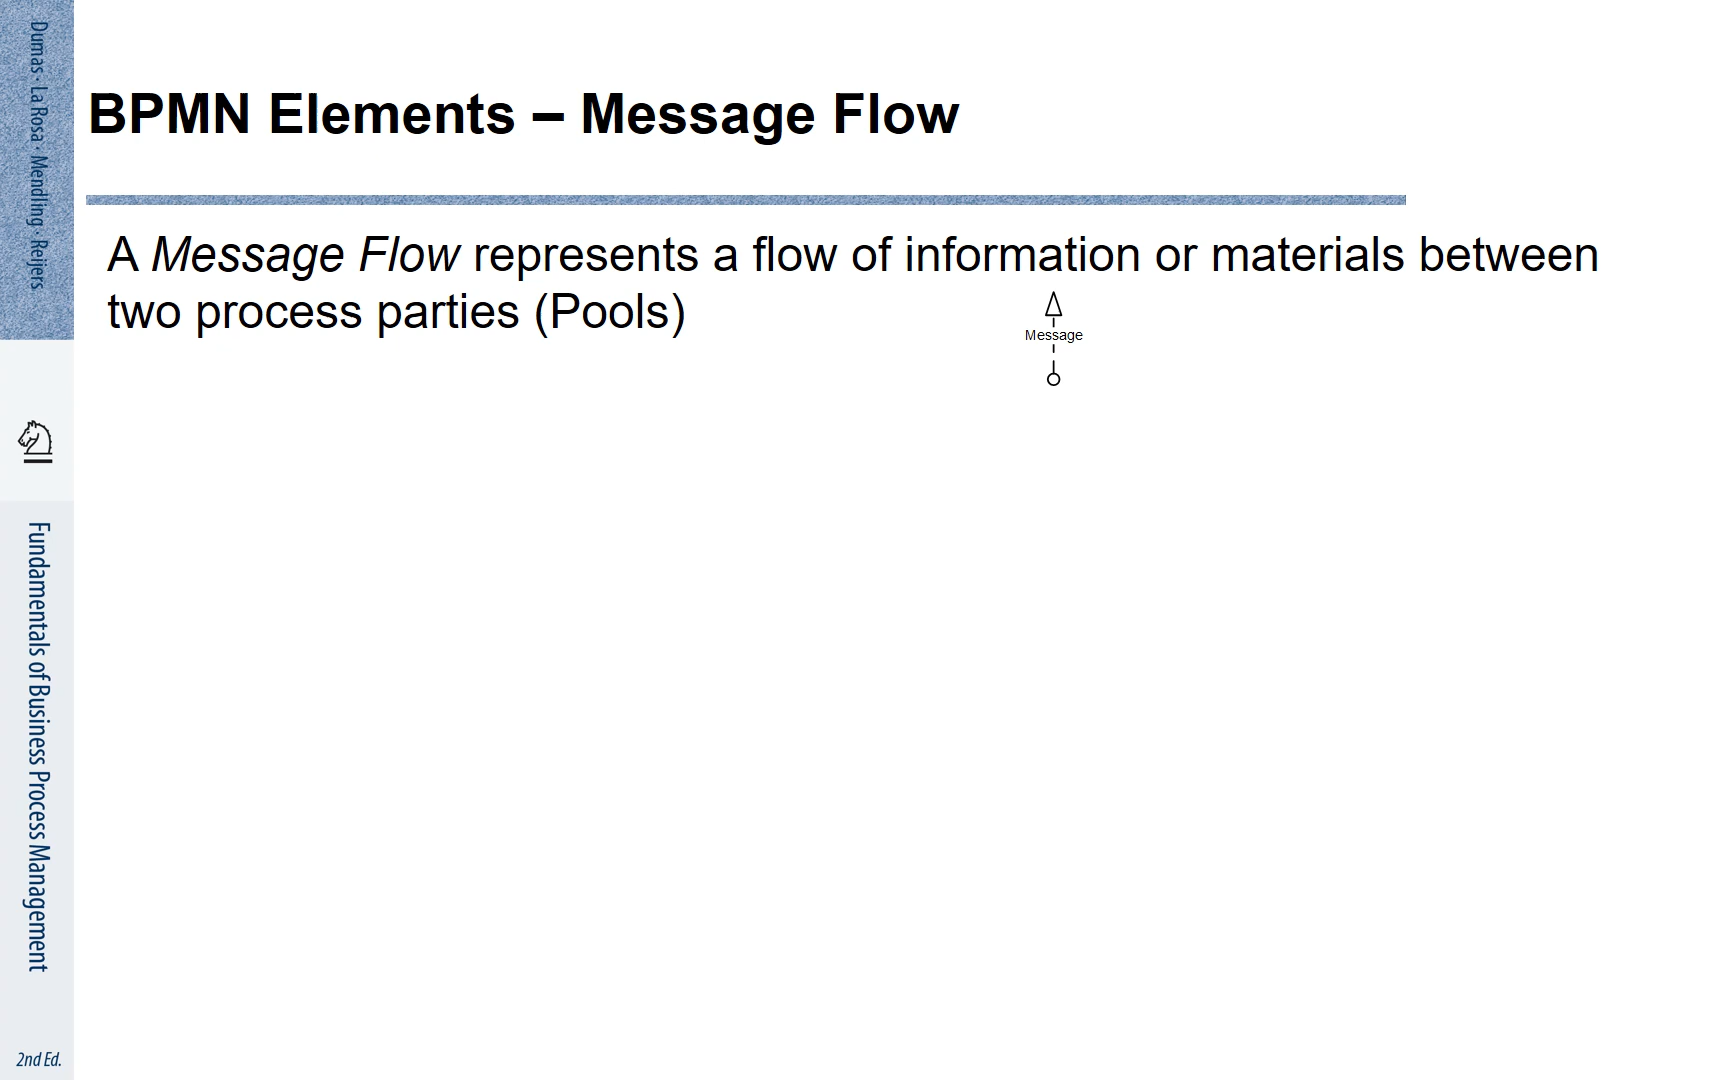 Dumas · La Rosa · Mendling · Reijers
Fundamentals of Business Process Management
2nd Ed.
BPMN Elements – Message Flow
A Message Flow represents a flow of information or materials between
two process parties (Pools)
Message